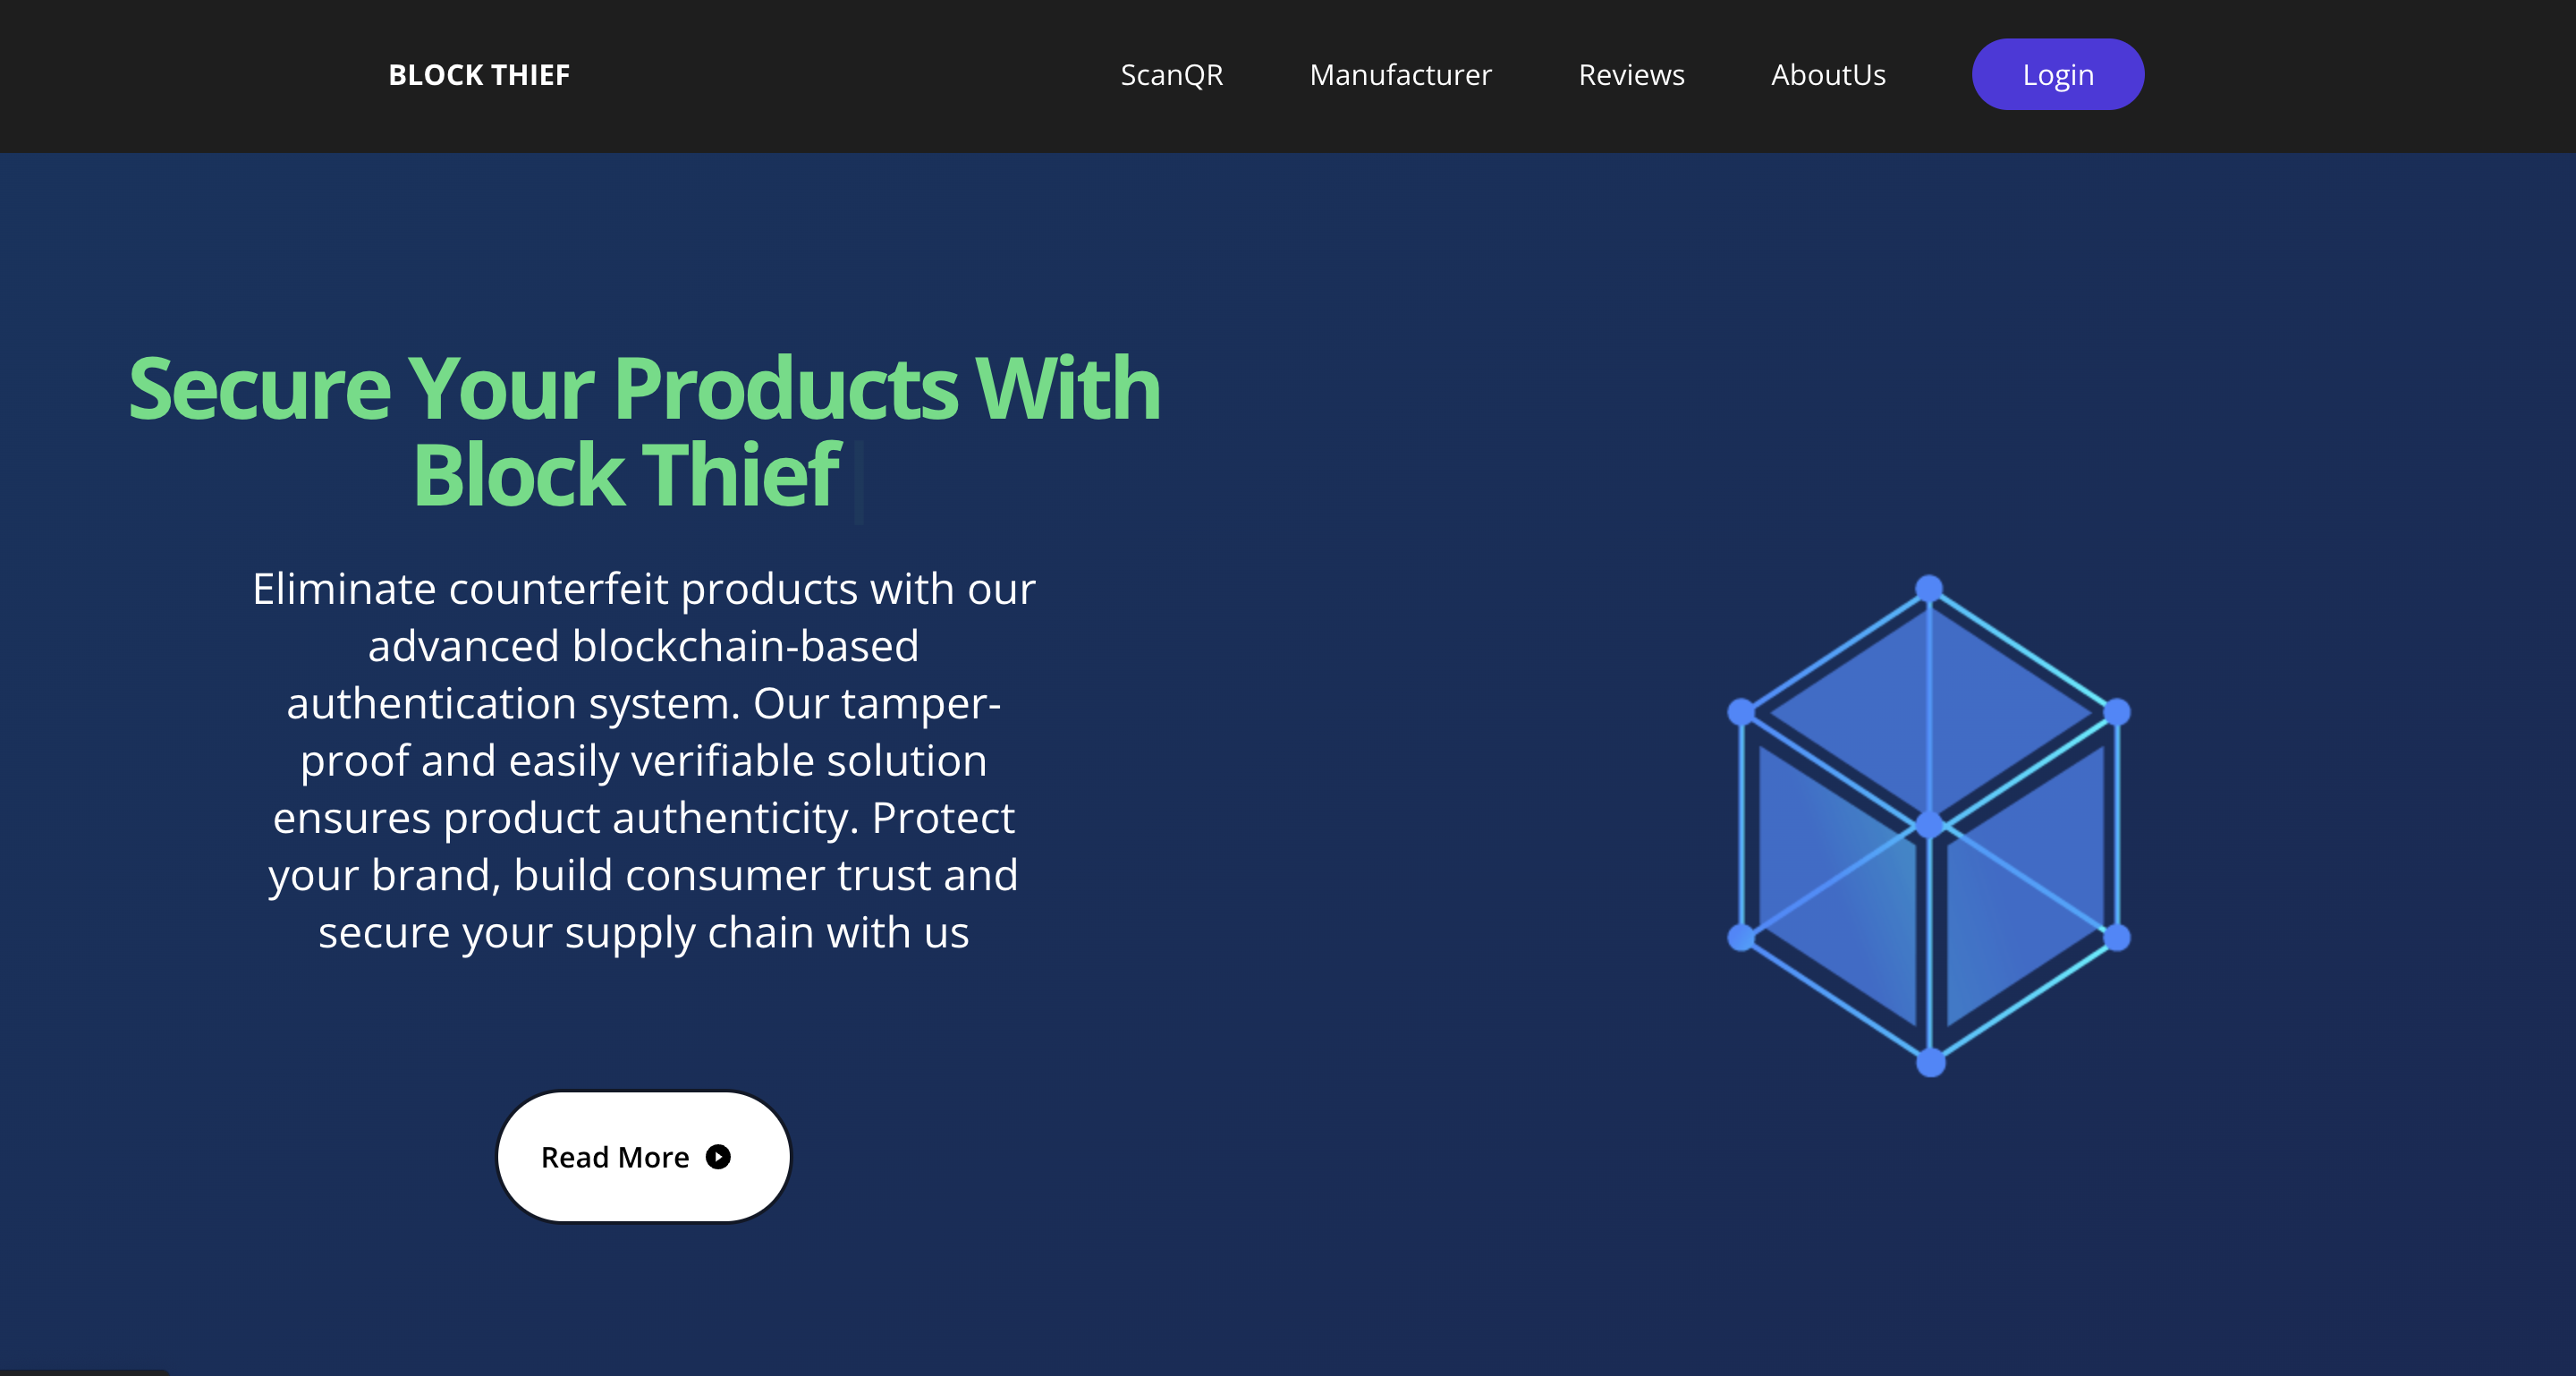 BLOCK THIEF
ScanQR
Manufacturer
Reviews
AboutUs
Login
Secure Your Products With
Block Thief
Eliminate counterfeit products with our
advanced blockchain-based
authentication system. Our tamper-
proof and easily verifiable solution
ensures product authenticity. Protect
your brand, build consumer trust and
secure your supply chain with us
Read More